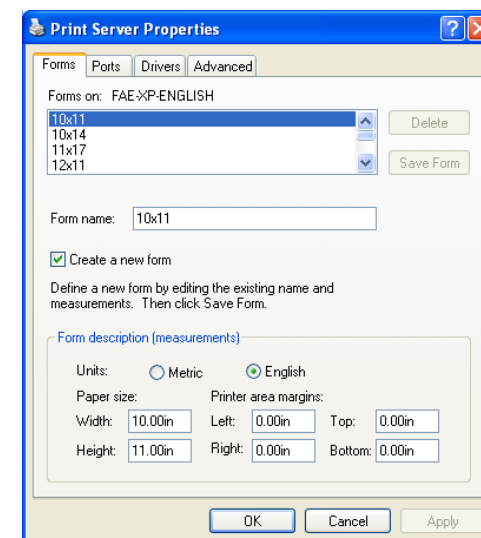 Print Server Properties
Forms Ports Drivers Advanced
Forms on: FAE-XP-ENGLISH
10x11
10x14
11x17
12x11
Delete
Save Form
Form name: 10x11
Create a new form
Define a new form by editing the existing name and
measurements. Then click Save Form.
Form description (measurements)
Units: Metric English
Paper size: Printer area margins:
Width: 10.00in Left: 0.00in Top: 0.00in
Height: 11.00in Right: 0.00in Bottom: 0.00in
OK Cancel Apply